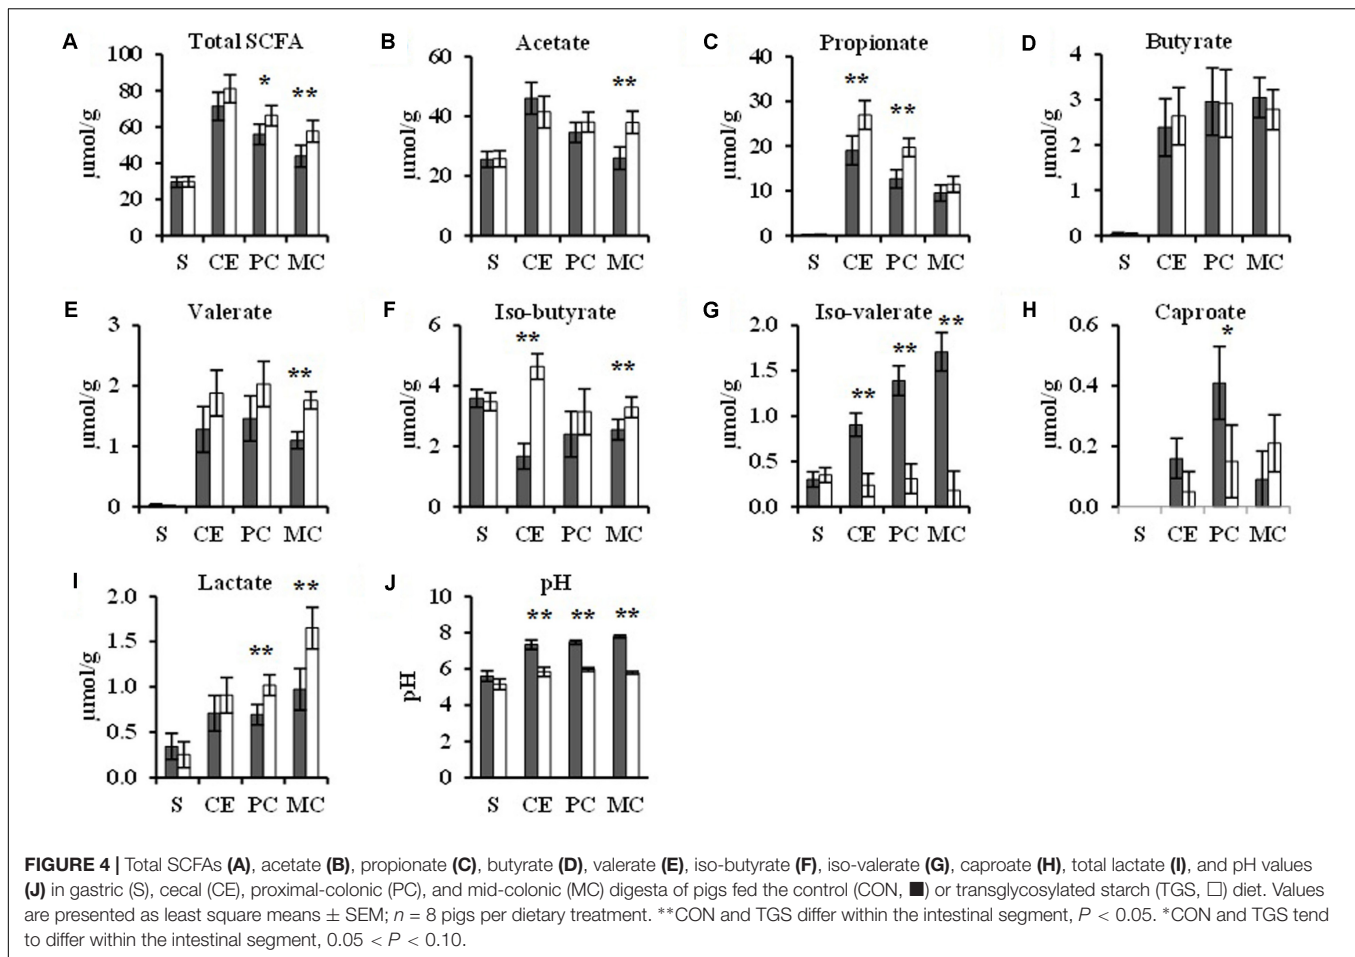 A Total SCFA
100
80
60
40
20
0
µmol/g
* **
S CE PC MC
B Acetate
60
40
20
0
µmol/g
**
S CE PC MC
C Propionate
40
30
20
10
0
µmol/g
** **
S CE PC MC
D Butyrate
4
3
2
1
0
µmol/g
S CE PC MC
E Valerate
3
2
1
0
µmol/g
**
S CE PC MC
F Iso-butyrate
6
4
2
0
µmol/g
** **
S CE PC MC
G Iso-valerate
2.0
1.5
1.0
0.5
0.0
µmol/g
** ** **
S CE PC MC
H Caproate
0.6
0.4
0.2
0.0
µmol/g
*
S CE PC MC
I Lactate
2.0
1.5
1.0
0.5
0.0
µmol/g
** **
S CE PC MC
J pH
10
8
6
4
2
0
pH
** ** **
S CE PC MC
FIGURE 4 | Total SCFAs (A), acetate (B), propionate (C), butyrate (D), valerate (E), iso-butyrate (F), iso-valerate (G), caproate (H), total lactate (I), and pH values
(J) in gastric (S), cecal (CE), proximal-colonic (PC), and mid-colonic (MC) digesta of pigs fed the control (CON, ■) or transglycosylated starch (TGS, □) diet. Values
are presented as least square means ± SEM; n = 8 pigs per dietary treatment. **CON and TGS differ within the intestinal segment, P < 0.05. *CON and TGS tend
to differ within the intestinal segment, 0.05 < P < 0.10.